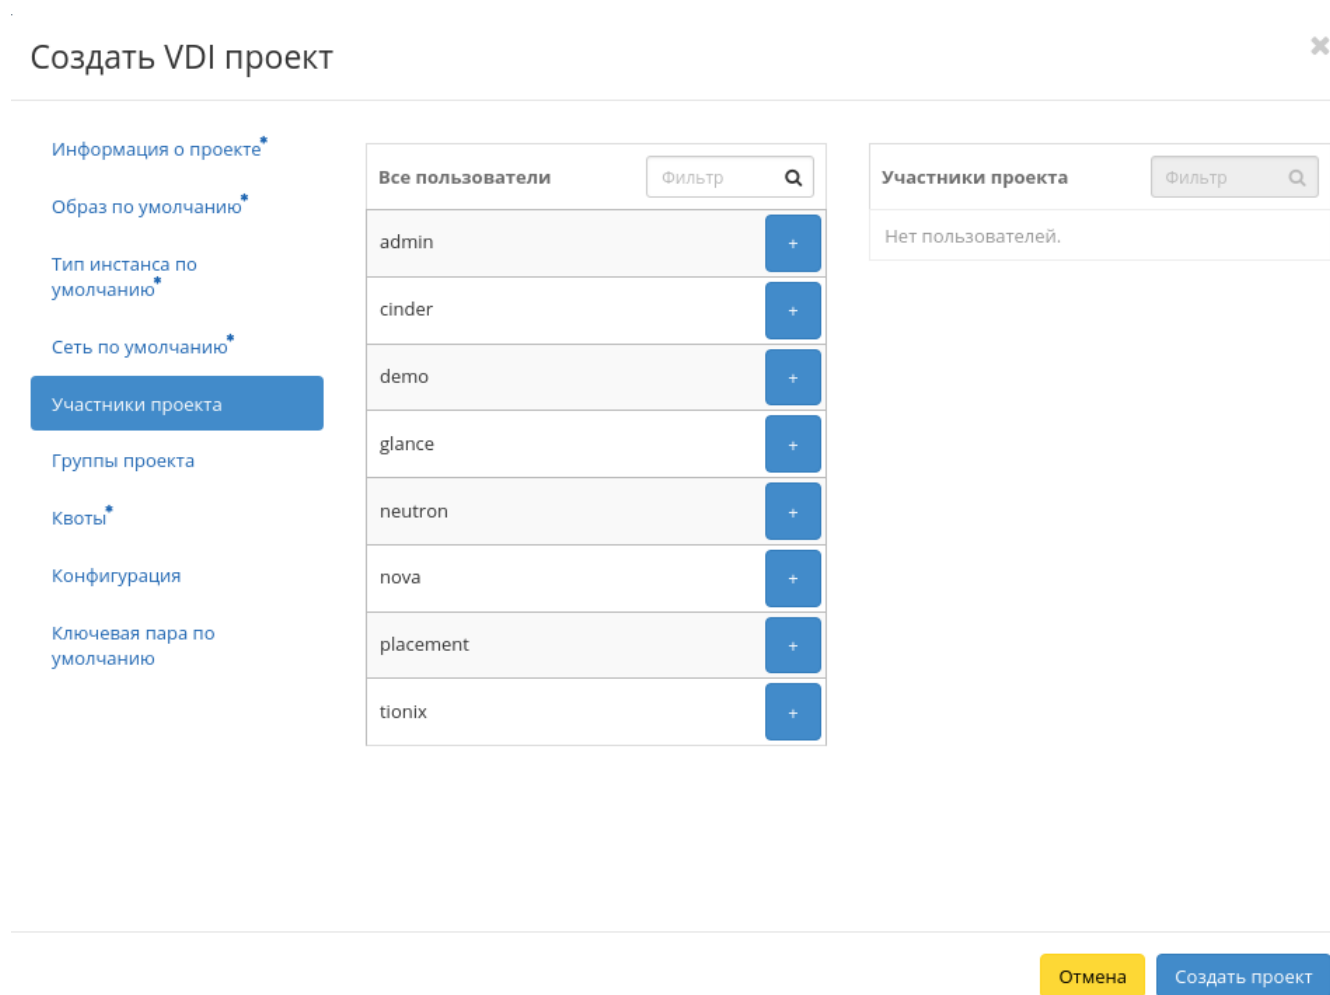 Создать VDI проект
Информация о проекте*
Образ по умолчанию*
Тип инстанса по
умолчанию*
Сеть по умолчанию*
Участники проекта
Группы проекта
Квоты*
Конфигурация
Ключевая пара по
умолчанию
Все пользователи
Фильтр
admin
+
cinder
+
demo
+
glance
+
neutron
+
nova
+
placement
+
tionix
+
Участники проекта
Фильтр
Нет пользователей.
Отмена
Создать проект